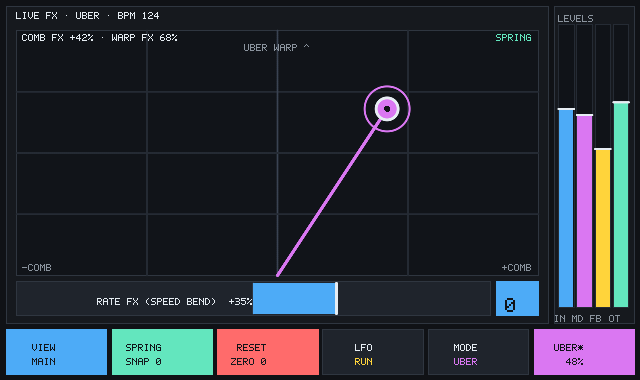 LIVE FX · UBER · BPM 124
LEVELS
COMB FX +42% · WARP FX 68%
SPRING
UBER WARP ^
-COMB
+COMB
RATE FX (SPEED BEND) +35%
0
IN MD FB OT
VIEW
MAIN
SPRING
SNAP 0
RESET
ZERO 0
LFO
RUN
MODE
UBER
UBER*
48%